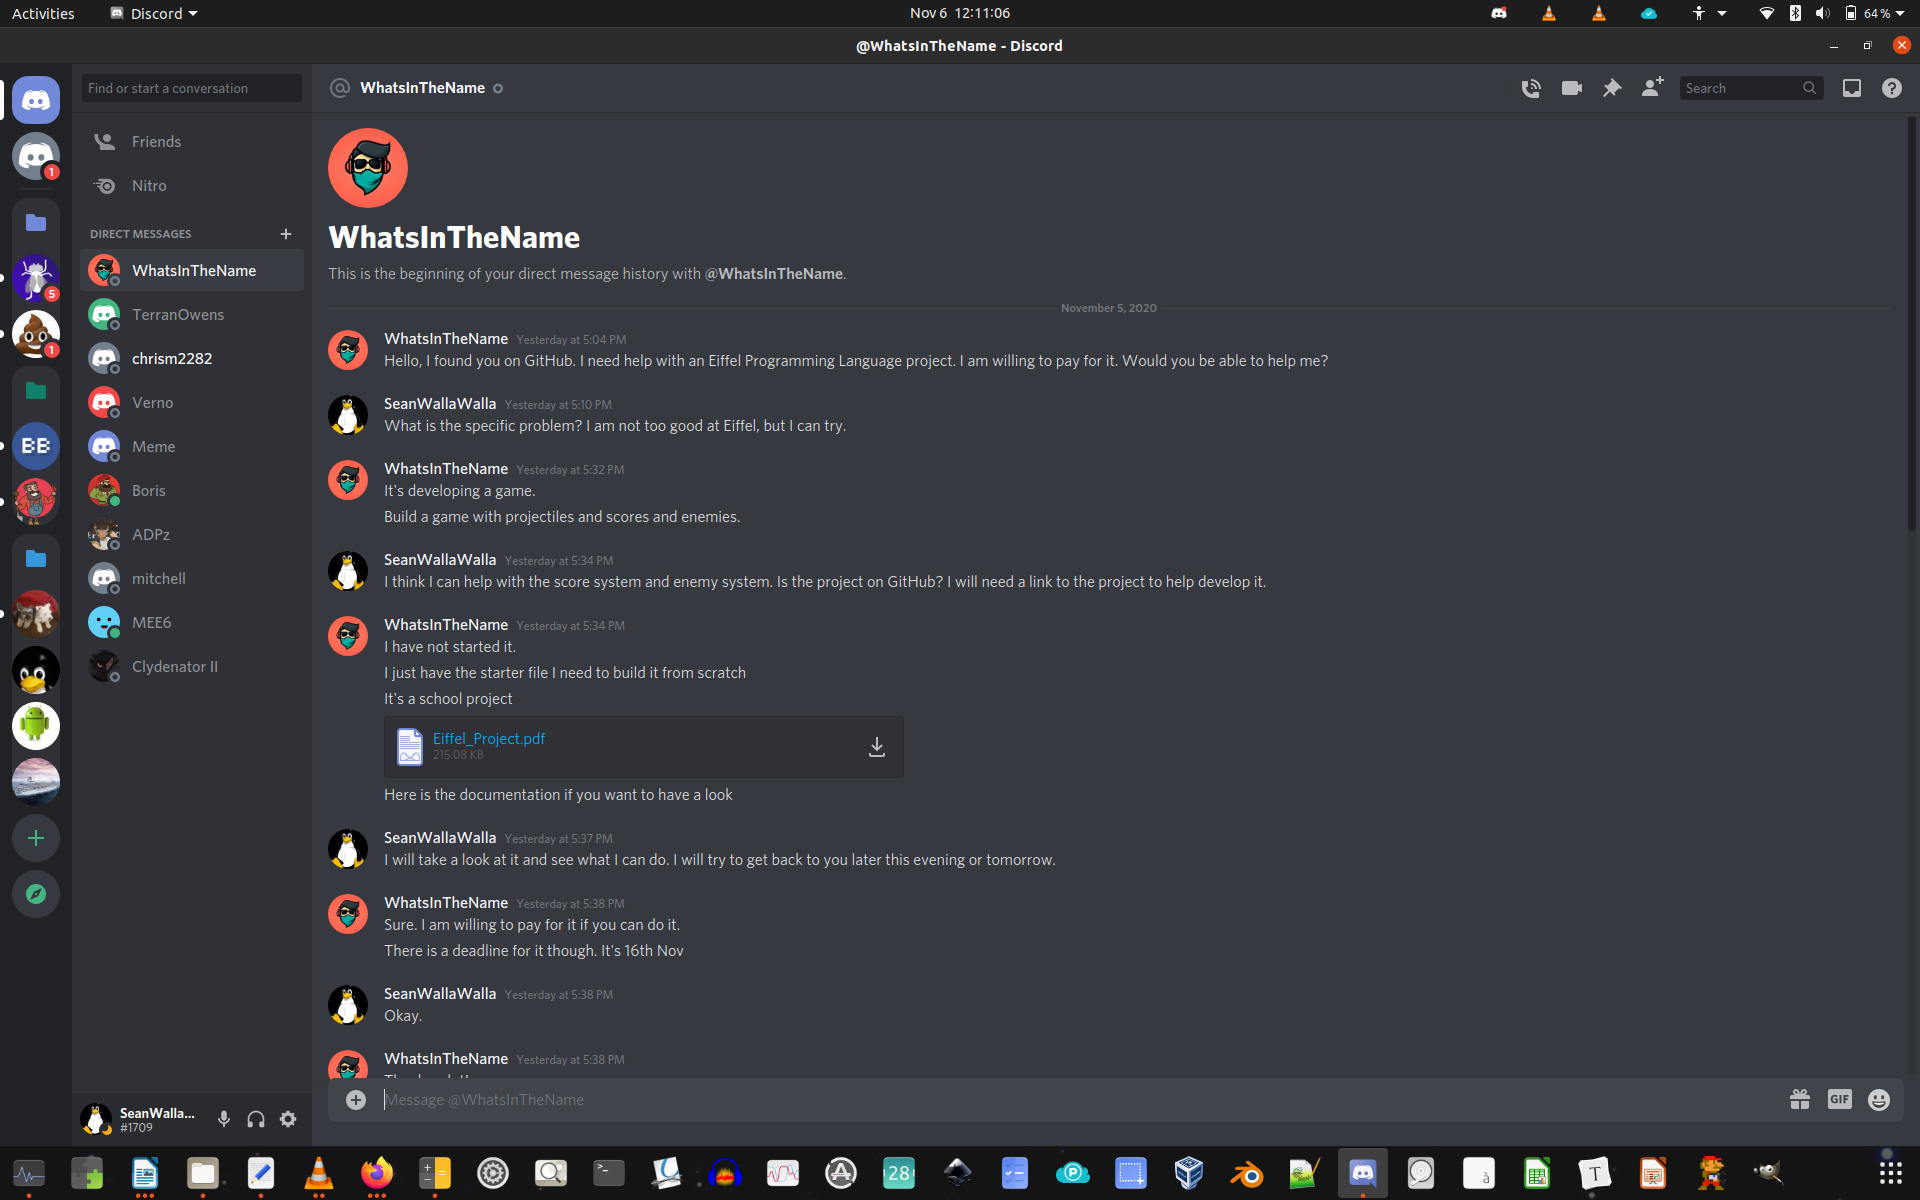 Activities
Discord
Nov 6 12:11:06
64 %
@WhatsInTheName - Discord
Find or start a conversation
Friends
Nitro
DIRECT MESSAGES
WhatsInTheName
TerranOwens
chrism2282
Verno
Meme
Boris
ADPz
mitchell
MEE6
Clydenator II
1
5
1
BB
SeanWalla...
#1709
WhatsInTheName
Search
WhatsInTheName
This is the beginning of your direct message history with @WhatsInTheName.
November 5, 2020
WhatsInTheName Yesterday at 5:04 PM
Hello, I found you on GitHub. I need help with an Eiffel Programming Language project. I am willing to pay for it. Would you be able to help me?
SeanWallaWalla Yesterday at 5:10 PM
What is the specific problem? I am not too good at Eiffel, but I can try.
WhatsInTheName Yesterday at 5:32 PM
It's developing a game.
Build a game with projectiles and scores and enemies.
SeanWallaWalla Yesterday at 5:34 PM
I think I can help with the score system and enemy system. Is the project on GitHub? I will need a link to the project to help develop it.
WhatsInTheName Yesterday at 5:34 PM
I have not started it.
I just have the starter file I need to build it from scratch
It's a school project
Eiffel_Project.pdf
215.08 KB
Here is the documentation if you want to have a look
SeanWallaWalla Yesterday at 5:37 PM
I will take a look at it and see what I can do. I will try to get back to you later this evening or tomorrow.
WhatsInTheName Yesterday at 5:38 PM
Sure. I am willing to pay for it if you can do it.
There is a deadline for it though. It's 16th Nov
SeanWallaWalla Yesterday at 5:38 PM
Okay.
WhatsInTheName Yesterday at 5:38 PM
Message @WhatsInTheName
GIF
28
P
à
T